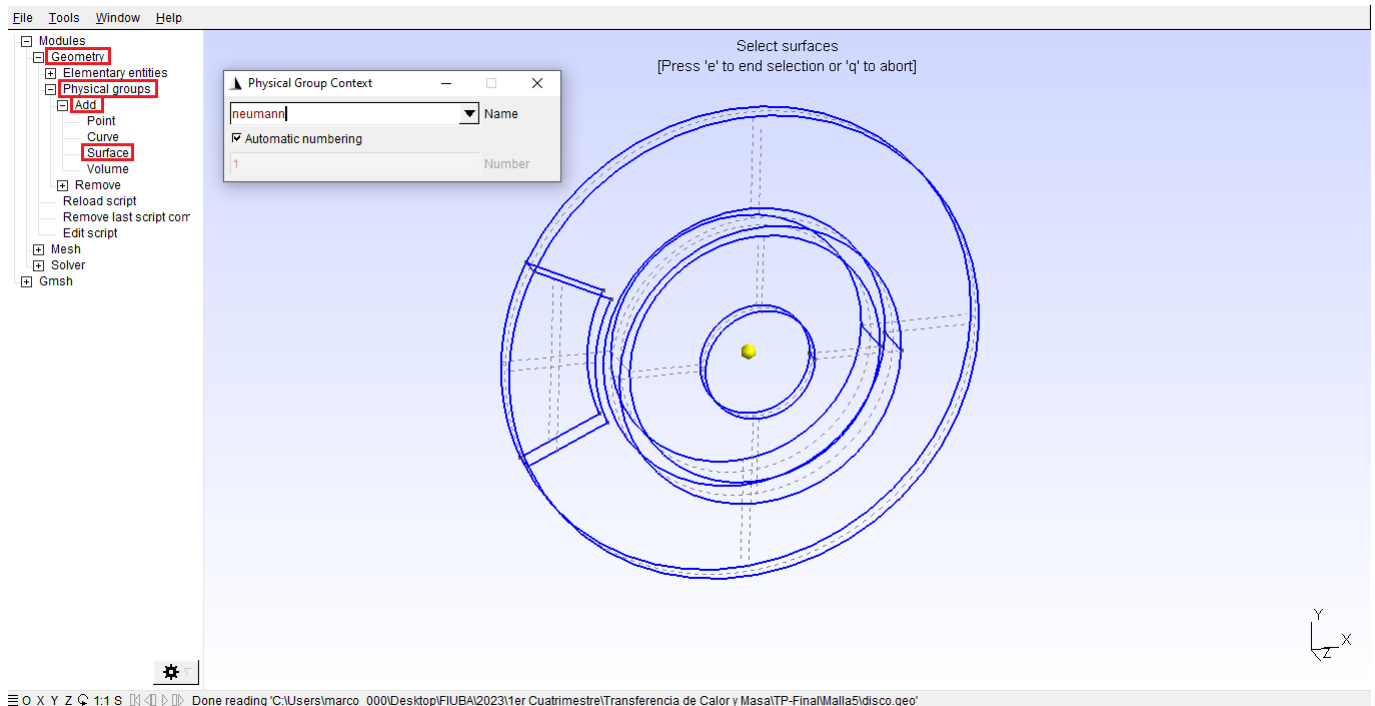 File Tools Window Help
Modules
Geometry
Elementary entities
Physical groups
Add
Point
Curve
Surface
Volume
Remove
Reload script
Remove last script com
Edit script
Mesh
Solver
Gmsh
Select surfaces
[Press 'e' to end selection or 'q' to abort]
Physical Group Context
neumann Name
Automatic numbering
1 Number
Y
X
Z
O X Y Z 1:1 S Done reading 'C:\Users\marco_000\Desktop\FIUBA\2023\1er Cuatrimestre\Transferencia de Calor y Masa\TP-Final\Malla5\disco.geo'